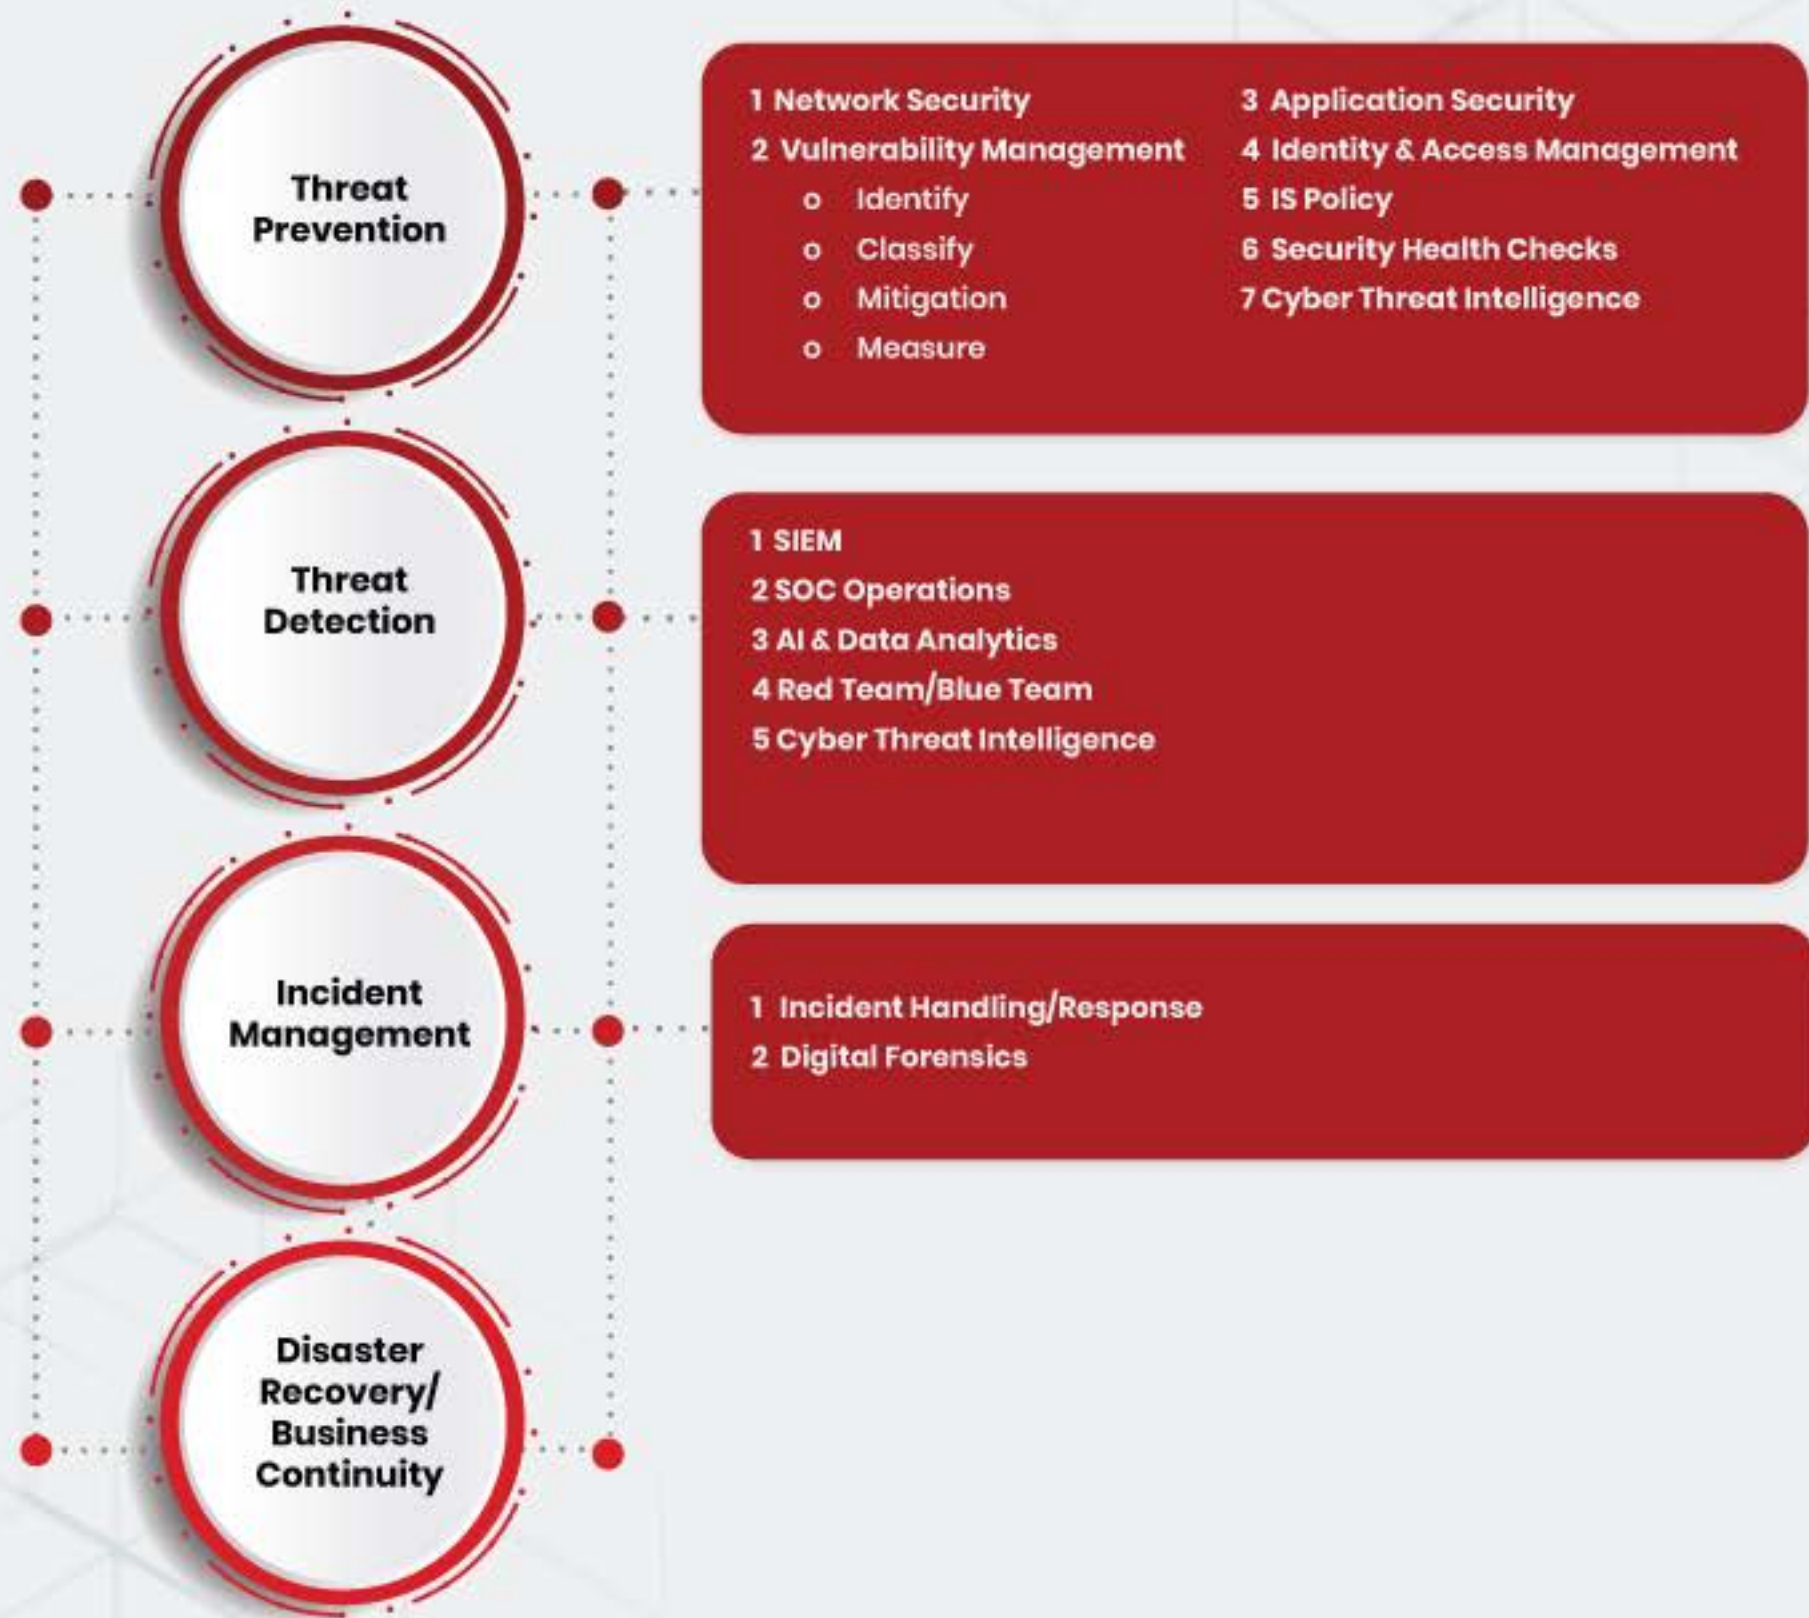 Threat
Prevention
1 Network Security
2 Vulnerability Management
o Identify
o Classify
o Mitigation
o Measure
3 Application Security
4 Identity & Access Management
5 IS Policy
6 Security Health Checks
7 Cyber Threat Intelligence
Threat
Detection
1 SIEM
2 SOC Operations
3 AI & Data Analytics
4 Red Team/Blue Team
5 Cyber Threat Intelligence
Incident
Management
1 Incident Handling/Response
2 Digital Forensics
Disaster
Recovery/
Business
Continuity